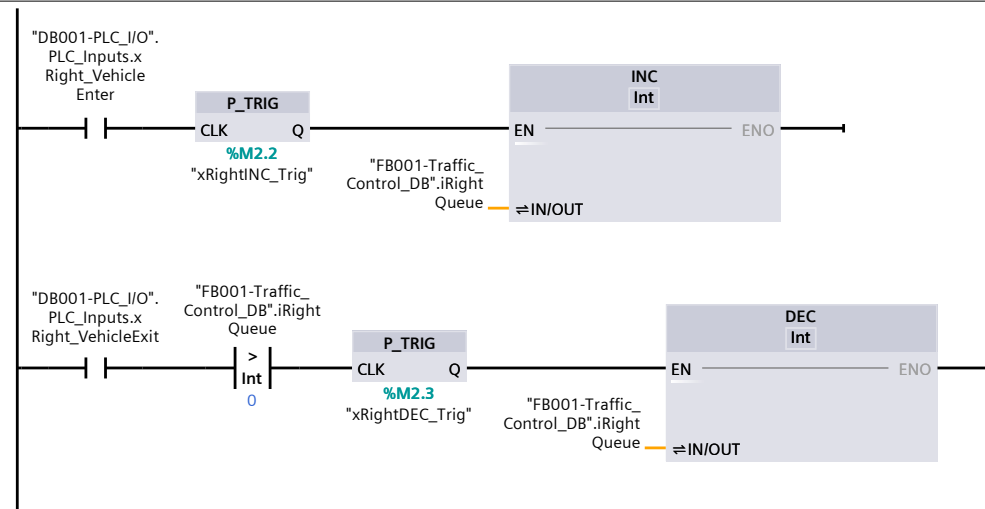 "DB001-PLC_I/O".
PLC_Inputs.x
Right_Vehicle
Enter
P_TRIG
CLK Q
%M2.2
"xRightINC_Trig"
INC
Int
EN ENO
"FB001-Traffic_
Control_DB".iRight
Queue
⇌IN/OUT
"DB001-PLC_I/O".
PLC_Inputs.x
Right_VehicleExit
"FB001-Traffic_
Control_DB".iRight
Queue
>
Int
0
P_TRIG
CLK Q
%M2.3
"xRightDEC_Trig"
DEC
Int
EN ENO
"FB001-Traffic_
Control_DB".iRight
Queue
⇌IN/OUT